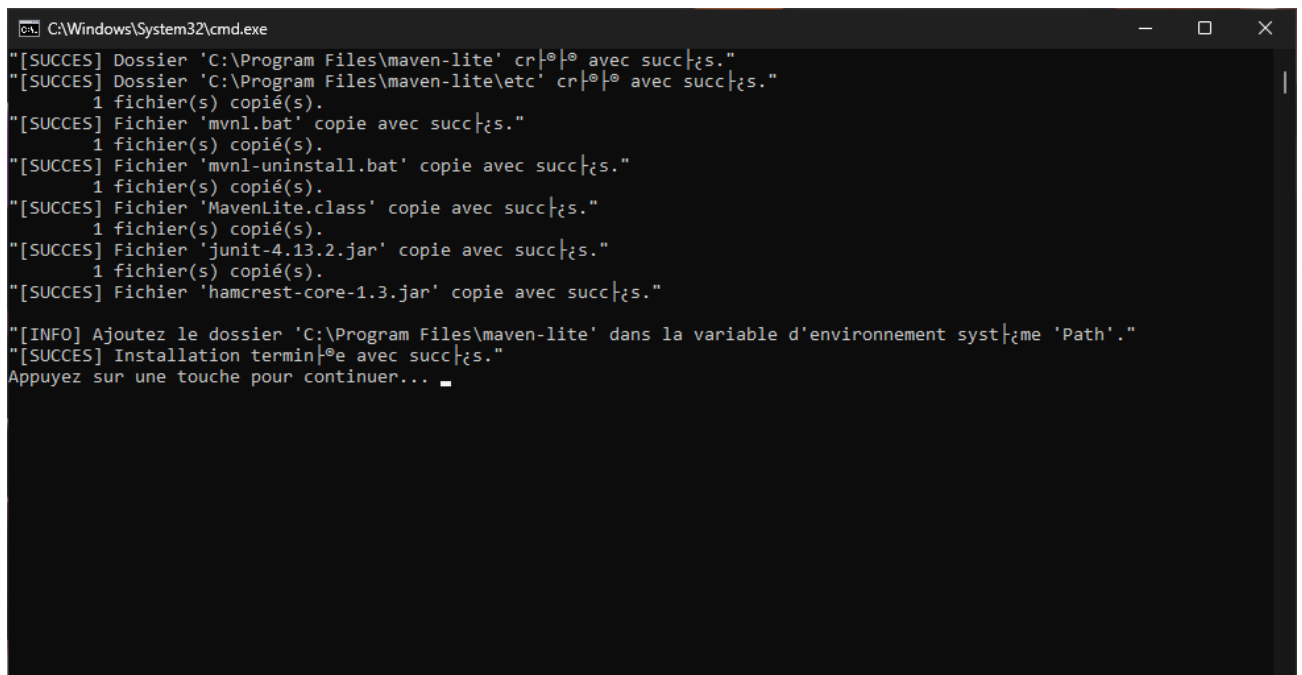 C:\Windows\System32\cmd.exe
"[SUCCES] Dossier 'C:\Program Files\maven-lite' cr├®├® avec succ├¿s."
"[SUCCES] Dossier 'C:\Program Files\maven-lite\etc' cr├®├® avec succ├¿s."
        1 fichier(s) copié(s).
"[SUCCES] Fichier 'mvnl.bat' copie avec succ├¿s."
        1 fichier(s) copié(s).
"[SUCCES] Fichier 'mvnl-uninstall.bat' copie avec succ├¿s."
        1 fichier(s) copié(s).
"[SUCCES] Fichier 'MavenLite.class' copie avec succ├¿s."
        1 fichier(s) copié(s).
"[SUCCES] Fichier 'junit-4.13.2.jar' copie avec succ├¿s."
        1 fichier(s) copié(s).
"[SUCCES] Fichier 'hamcrest-core-1.3.jar' copie avec succ├¿s."
"[INFO] Ajoutez le dossier 'C:\Program Files\maven-lite' dans la variable d'environnement syst├¿me 'Path'."
"[SUCCES] Installation termin├®e avec succ├¿s."
Appuyez sur une touche pour continuer...